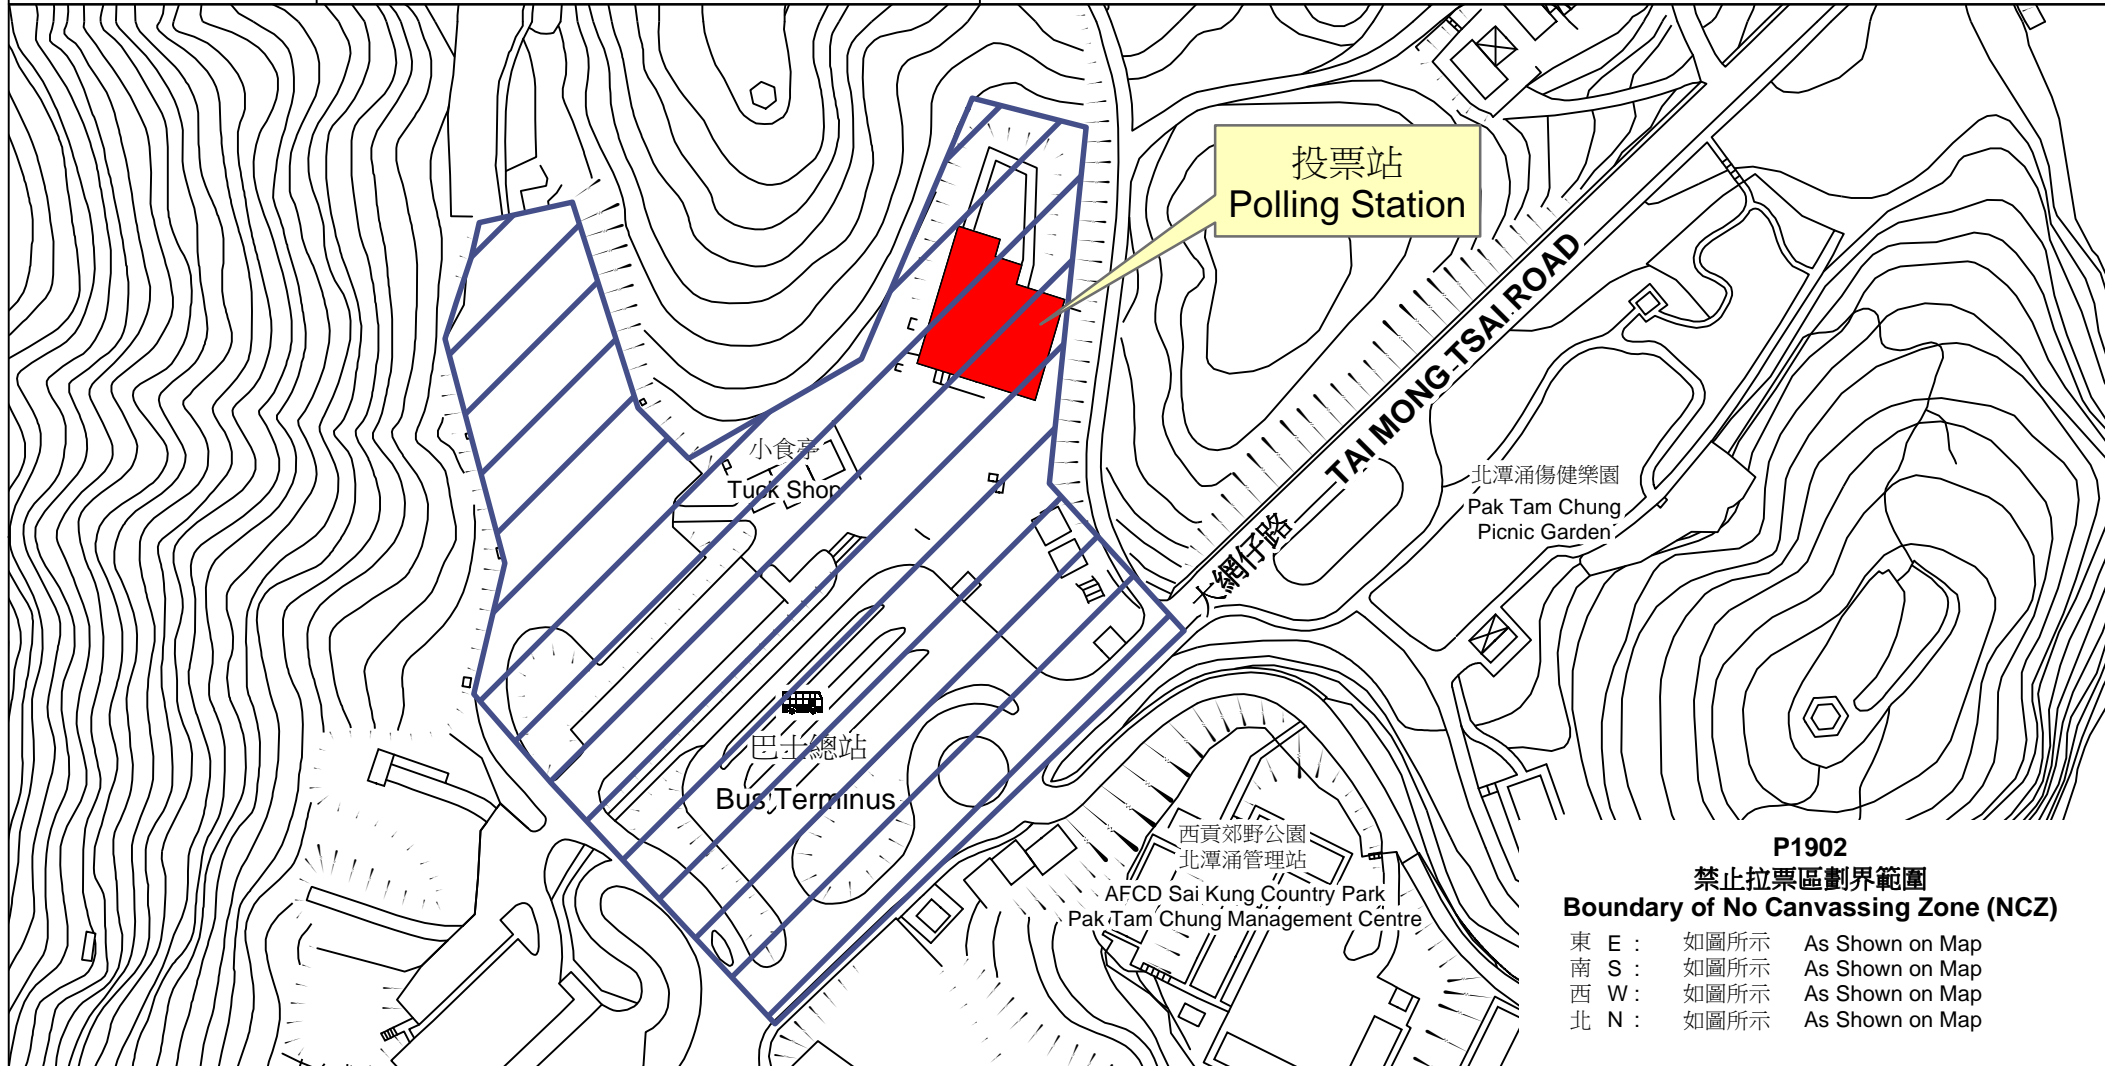 投票站
Polling Station
TAI MONG TSAI ROAD
大網仔路
小食亭
Tuck Shop
北潭涌傷健樂園
Pak Tam Chung
Picnic Garden
巴士總站
Bus Terminus
西貢郊野公園
北潭涌管理站
AFCD Sai Kung Country Park
Pak Tam Chung Management Centre
P1902
禁止拉票區劃界範圍
Boundary of No Canvassing Zone (NCZ)
東 E : 如圖所示 As Shown on Map
南 S : 如圖所示 As Shown on Map
西 W : 如圖所示 As Shown on Map
北 N : 如圖所示 As Shown on Map